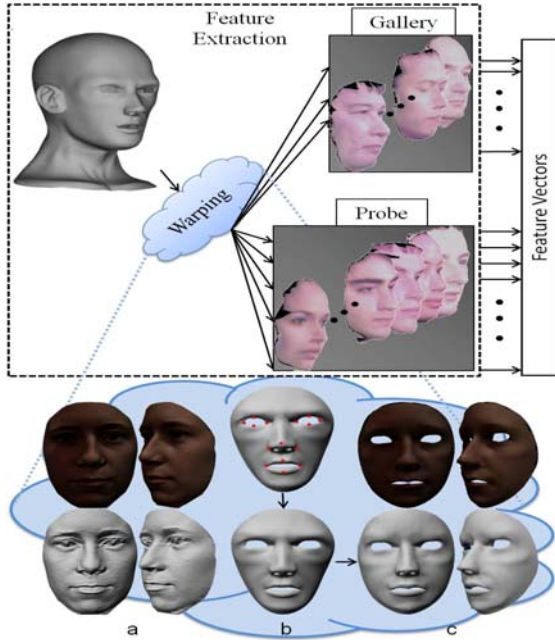 Feature
Extraction
Gallery
Warping
Probe
Feature Vectors
a b c